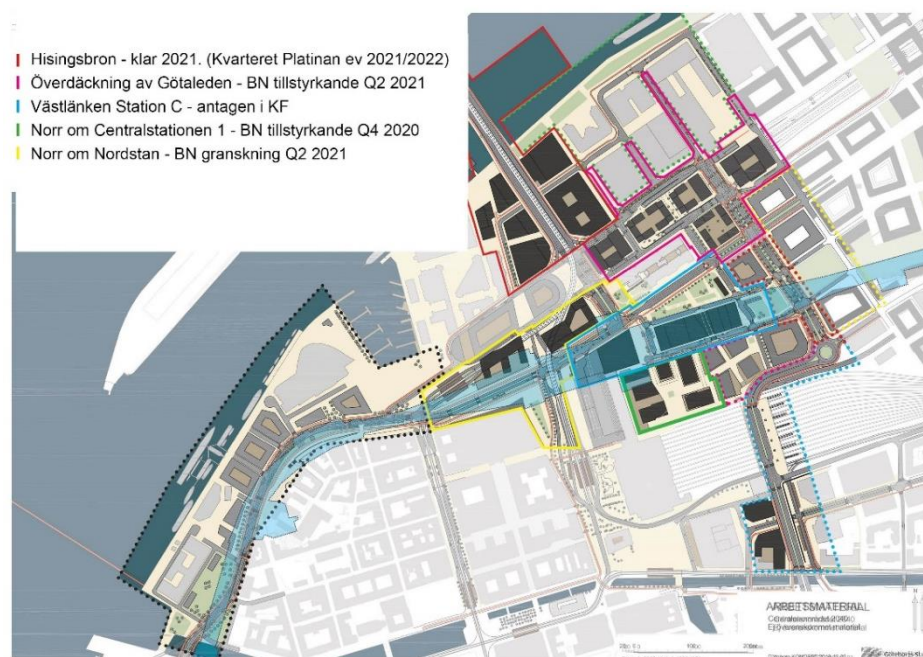 Hisingsbron - klar 2021. (Kvarteret Platinan ev 2021/2022)
Överdäckning av Götaleden - BN tillstyrkande Q2 2021
Västlänken Station C - antagen i KF
Norr om Centralstationen 1 - BN tillstyrkande Q4 2020
Norr om Nordstan - BN granskning Q2 2021
ARBETSMATERIAL